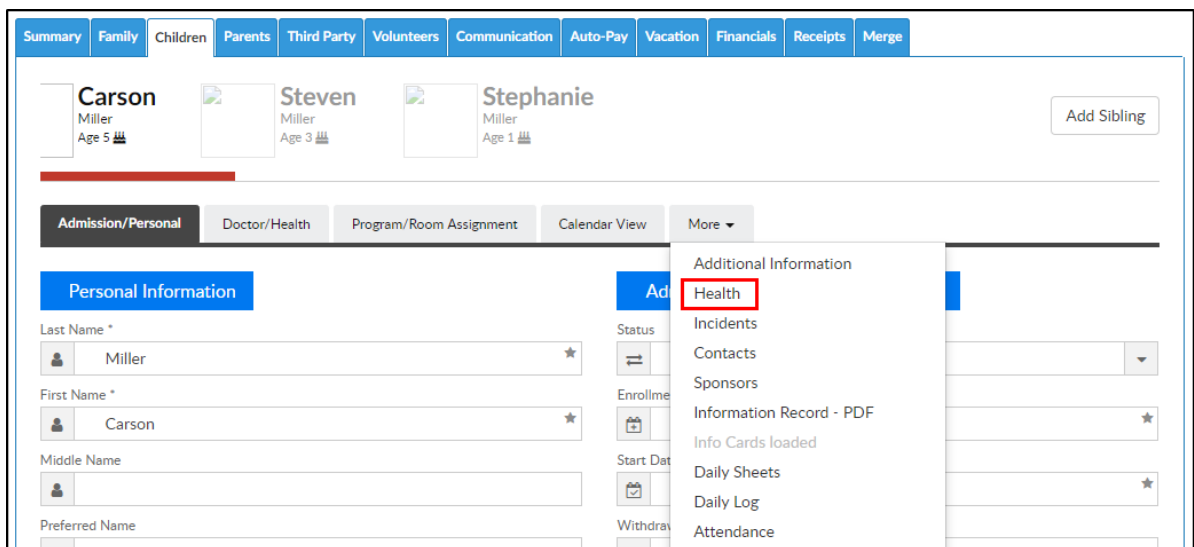 Summary Family Children Parents Third Party Volunteers Communication Auto-Pay Vacation Financials Receipts Merge
Carson
Miller
Age 5
Steven
Miller
Age 3
Stephanie
Miller
Age 1
Add Sibling
Admission/Personal Doctor/Health Program/Room Assignment Calendar View More
Additional Information
Health
Incidents
Contacts
Sponsors
Information Record - PDF
Info Cards loaded
Daily Sheets
Daily Log
Attendance
Personal Information
Last Name *
Miller
First Name *
Carson
Middle Name
Preferred Name
Ad
Status
Enrollme
Start Dat
Withdra